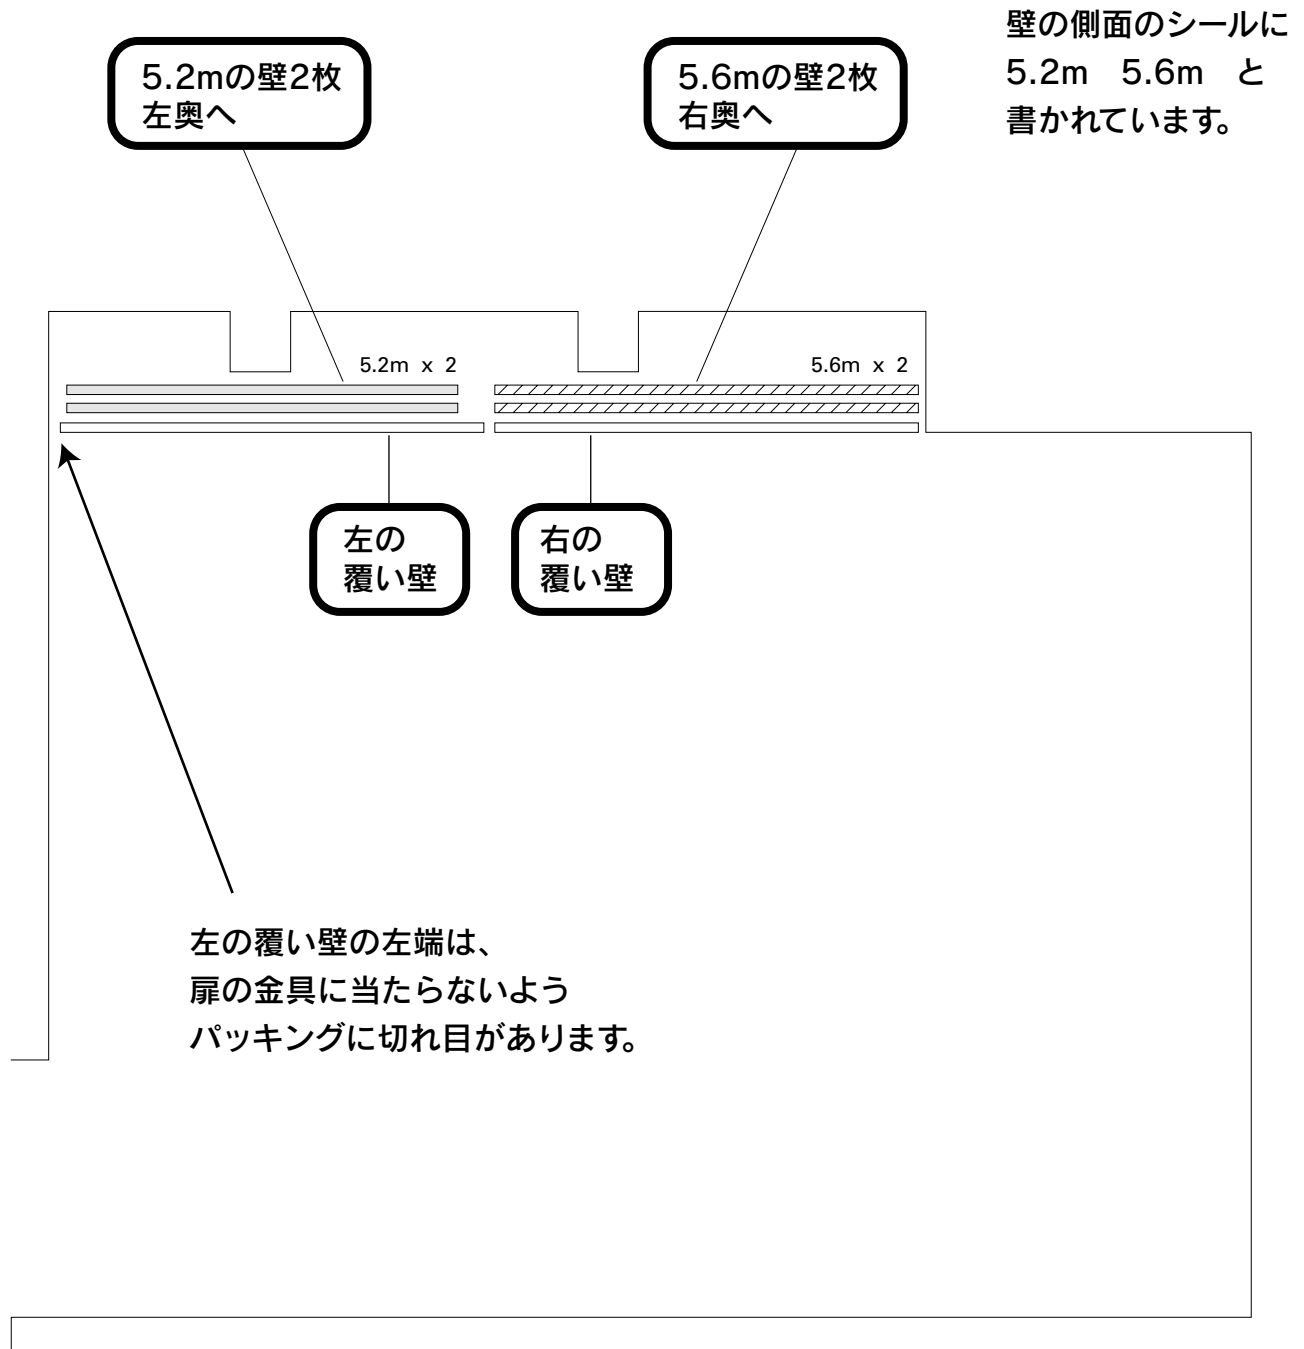 壁の側面のシールに
5.2m 5.6m と
書かれています。
5.2mの壁2枚
左奥へ
5.6mの壁2枚
右奥へ
5.2m x 2
5.6m x 2
左の
覆い壁
右の
覆い壁
左の覆い壁の左端は、
扉の金具に当たらないよう
パッキングに切れ目があります。